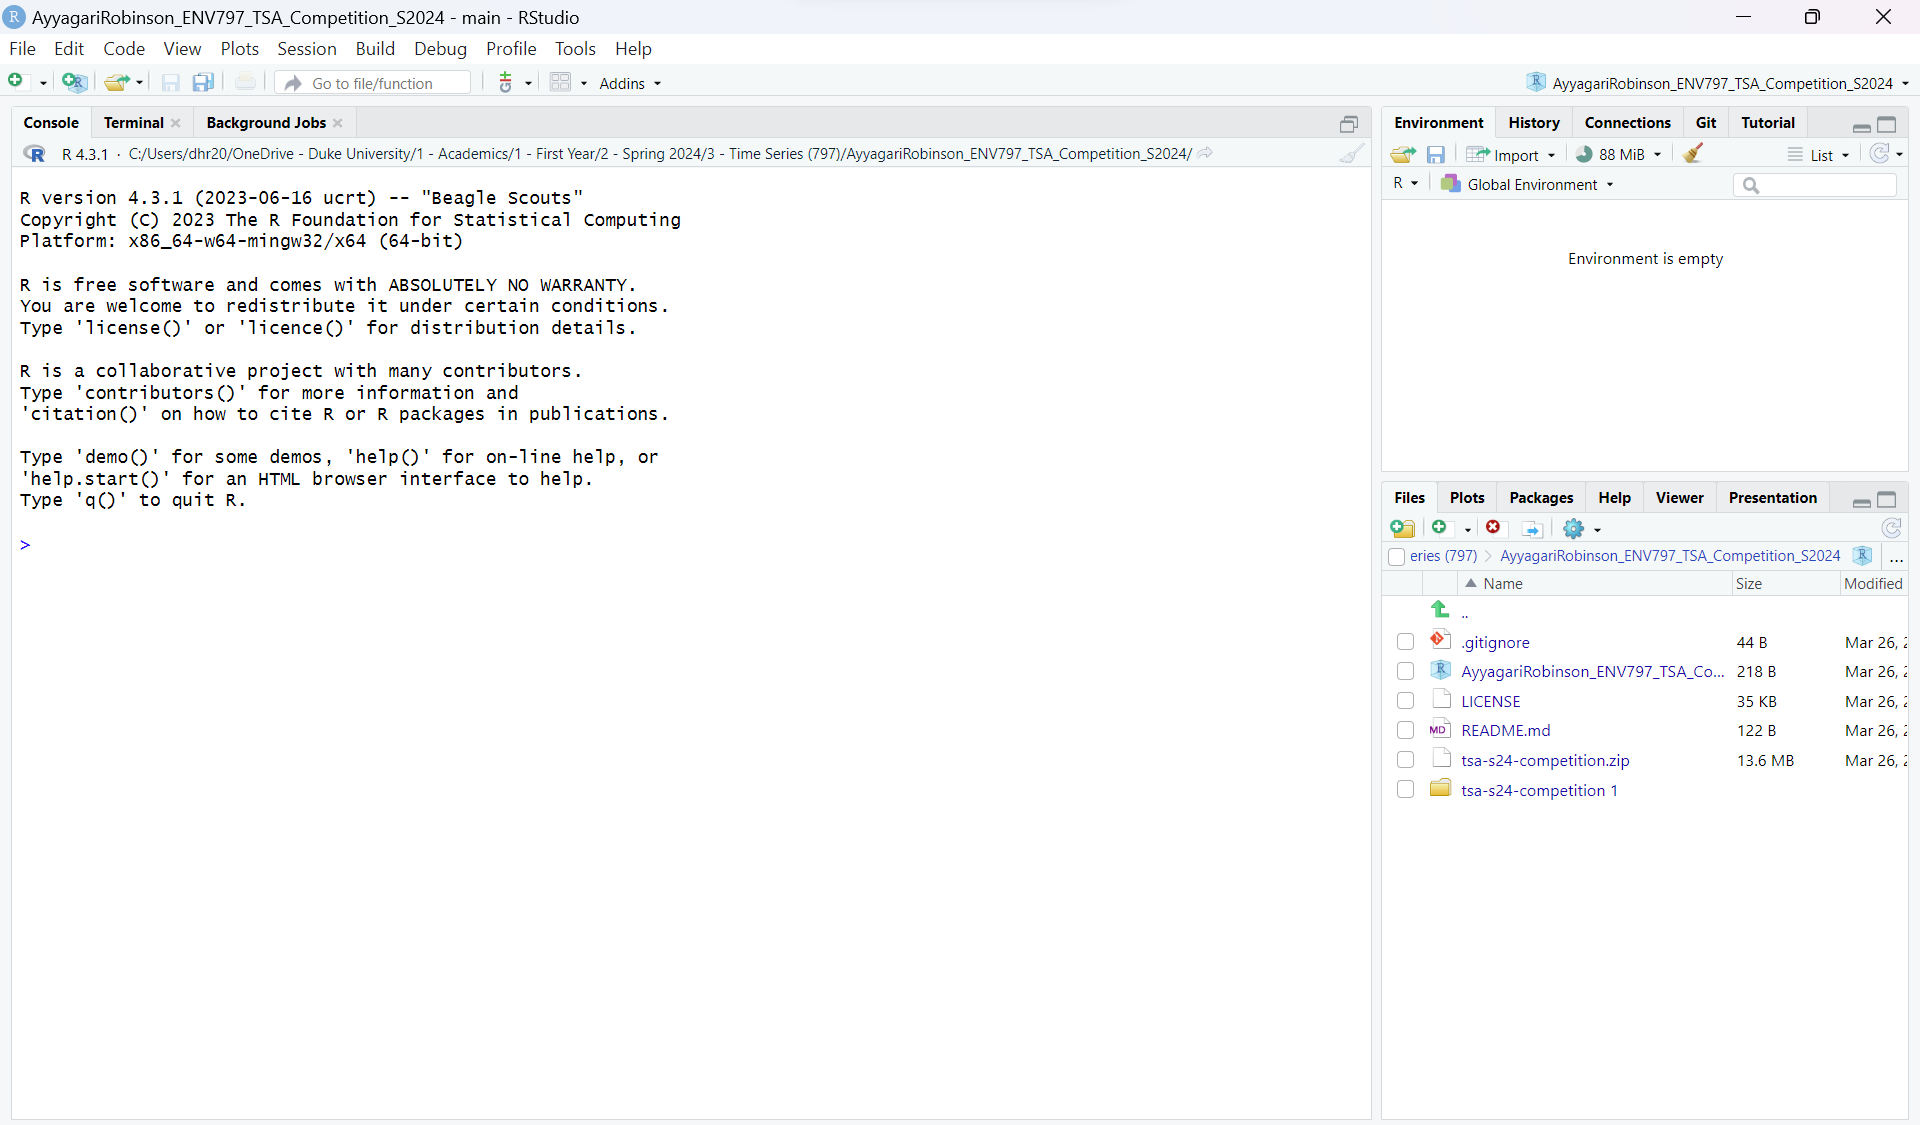 AyyagariRobinson_ENV797_TSA_Competition_S2024 - main - RStudio
File Edit Code View Plots Session Build Debug Profile Tools Help
Go to file/function Addins AyyagariRobinson_ENV797_TSA_Competition_S2024
Console Terminal Background Jobs
R 4.3.1 · C:/Users/dhr20/OneDrive - Duke University/1 - Academics/1 - First Year/2 - Spring 2024/3 - Time Series (797)/AyyagariRobinson_ENV797_TSA_Competition_S2024/
R version 4.3.1 (2023-06-16 ucrt) -- "Beagle Scouts"
Copyright (C) 2023 The R Foundation for Statistical Computing
Platform: x86_64-w64-mingw32/x64 (64-bit)
R is free software and comes with ABSOLUTELY NO WARRANTY.
You are welcome to redistribute it under certain conditions.
Type 'license()' or 'licence()' for distribution details.
R is a collaborative project with many contributors.
Type 'contributors()' for more information and
'citation()' on how to cite R or R packages in publications.
Type 'demo()' for some demos, 'help()' for on-line help, or
'help.start()' for an HTML browser interface to help.
Type 'q()' to quit R.
>
Environment History Connections Git Tutorial
Import 88 MiB List
R Global Environment
Environment is empty
Files Plots Packages Help Viewer Presentation
eries (797) AyyagariRobinson_ENV797_TSA_Competition_S2024 ...
Name Size Modified
..
.gitignore 44 B Mar 26,
AyyagariRobinson_ENV797_TSA_Co... 218 B Mar 26,
LICENSE 35 KB Mar 26,
README.md 122 B Mar 26,
tsa-s24-competition.zip 13.6 MB Mar 26,
tsa-s24-competition 1